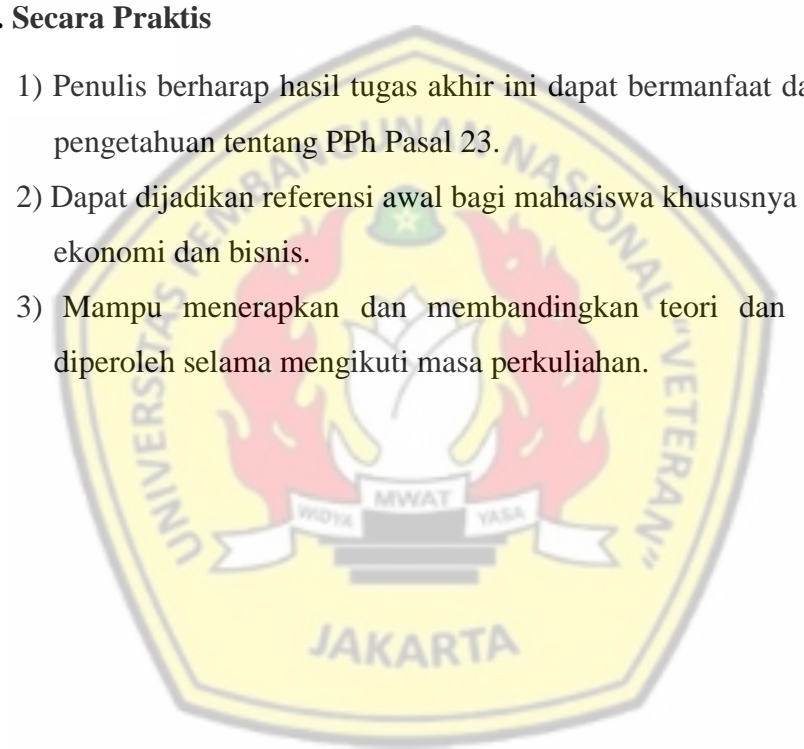 . Secara Praktis
1) Penulis berharap hasil tugas akhir ini dapat bermanfaat
pengetahuan tentang PPh Pasal 23.
2) Dapat dijadikan referensi awal bagi mahasiswa khususnya
ekonomi dan bisnis.
3) Mampu menerapkan dan membandingkan teori dan
diperoleh selama mengikuti masa perkuliahan.
UNIVERSITAS PEMBANGUNAN NASIONAL "VETERAN"
WIDYA MWAT YASA
JAKARTA